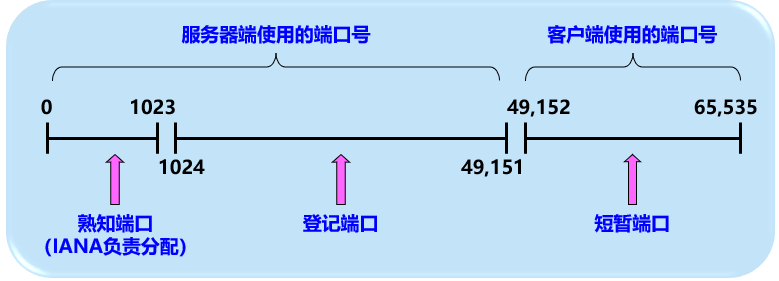 服务器端使用的端口号
客户端使用的端口号
0
1023
49,152
65,535
1024
49,151
熟知端口
(IANA负责分配)
登记端口
短暂端口